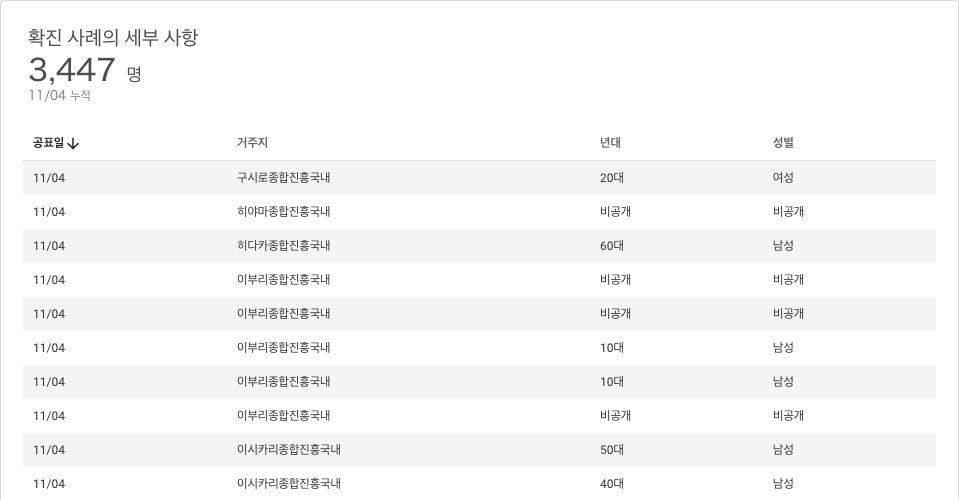 확진 사례의 세부 사항
3,447 명
11/04 누적
공표일↓ 거주지 년대 성별
11/04 구시로종합진흥국내 20대 여성
11/04 히야마종합진흥국내 비공개 비공개
11/04 히다카종합진흥국내 60대 남성
11/04 이부리종합진흥국내 비공개 비공개
11/04 이부리종합진흥국내 비공개 비공개
11/04 이부리종합진흥국내 10대 남성
11/04 이부리종합진흥국내 10대 남성
11/04 이부리종합진흥국내 비공개 비공개
11/04 이시카리종합진흥국내 50대 남성
11/04 이시카리종합진흥국내 40대 남성